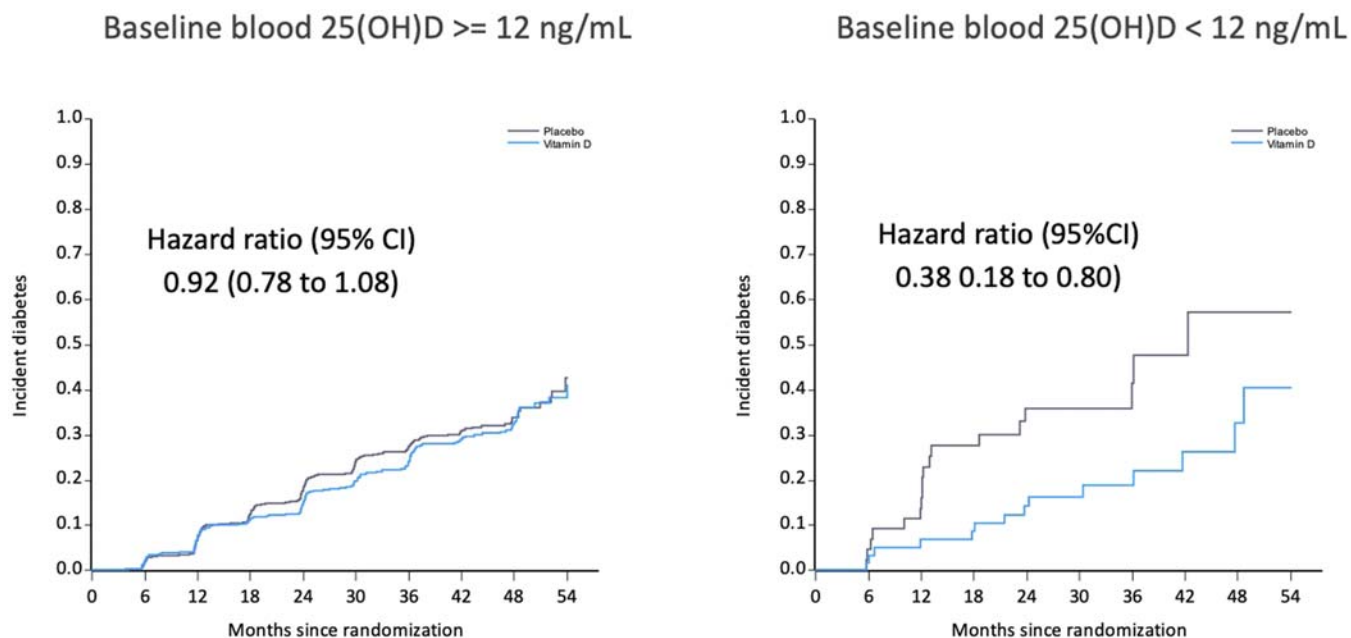 Baseline blood 25(OH)D >= 12 ng/mL
1.0
0.9
0.8
0.7
0.6
0.5
0.4
0.3
0.2
0.1
0.0
Incident diabetes
Placebo
Vitamin D
Hazard ratio (95% CI)
0.92 (0.78 to 1.08)
0 6 12 18 24 30 36 42 48 54
Months since randomization
Baseline blood 25(OH)D < 12 ng/mL
1.0
0.9
0.8
0.7
0.6
0.5
0.4
0.3
0.2
0.1
0.0
Incident diabetes
Placebo
Vitamin D
Hazard ratio (95%CI)
0.38 0.18 to 0.80)
0 6 12 18 24 30 36 42 48 54
Months since randomization